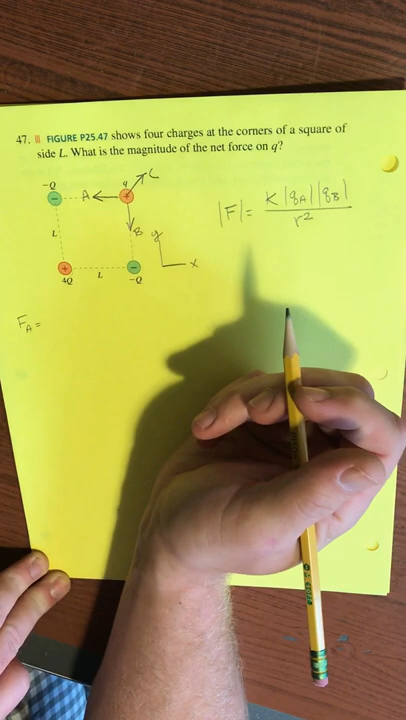 47. ||| FIGURE P25.47 shows four charges at the corners of a square of
side L. What is the magnitude of the net force on q?
-Q
q
C
A
B
L
L
4Q
-Q
y
x
|F| = K|qA||qB| / r²
FA =